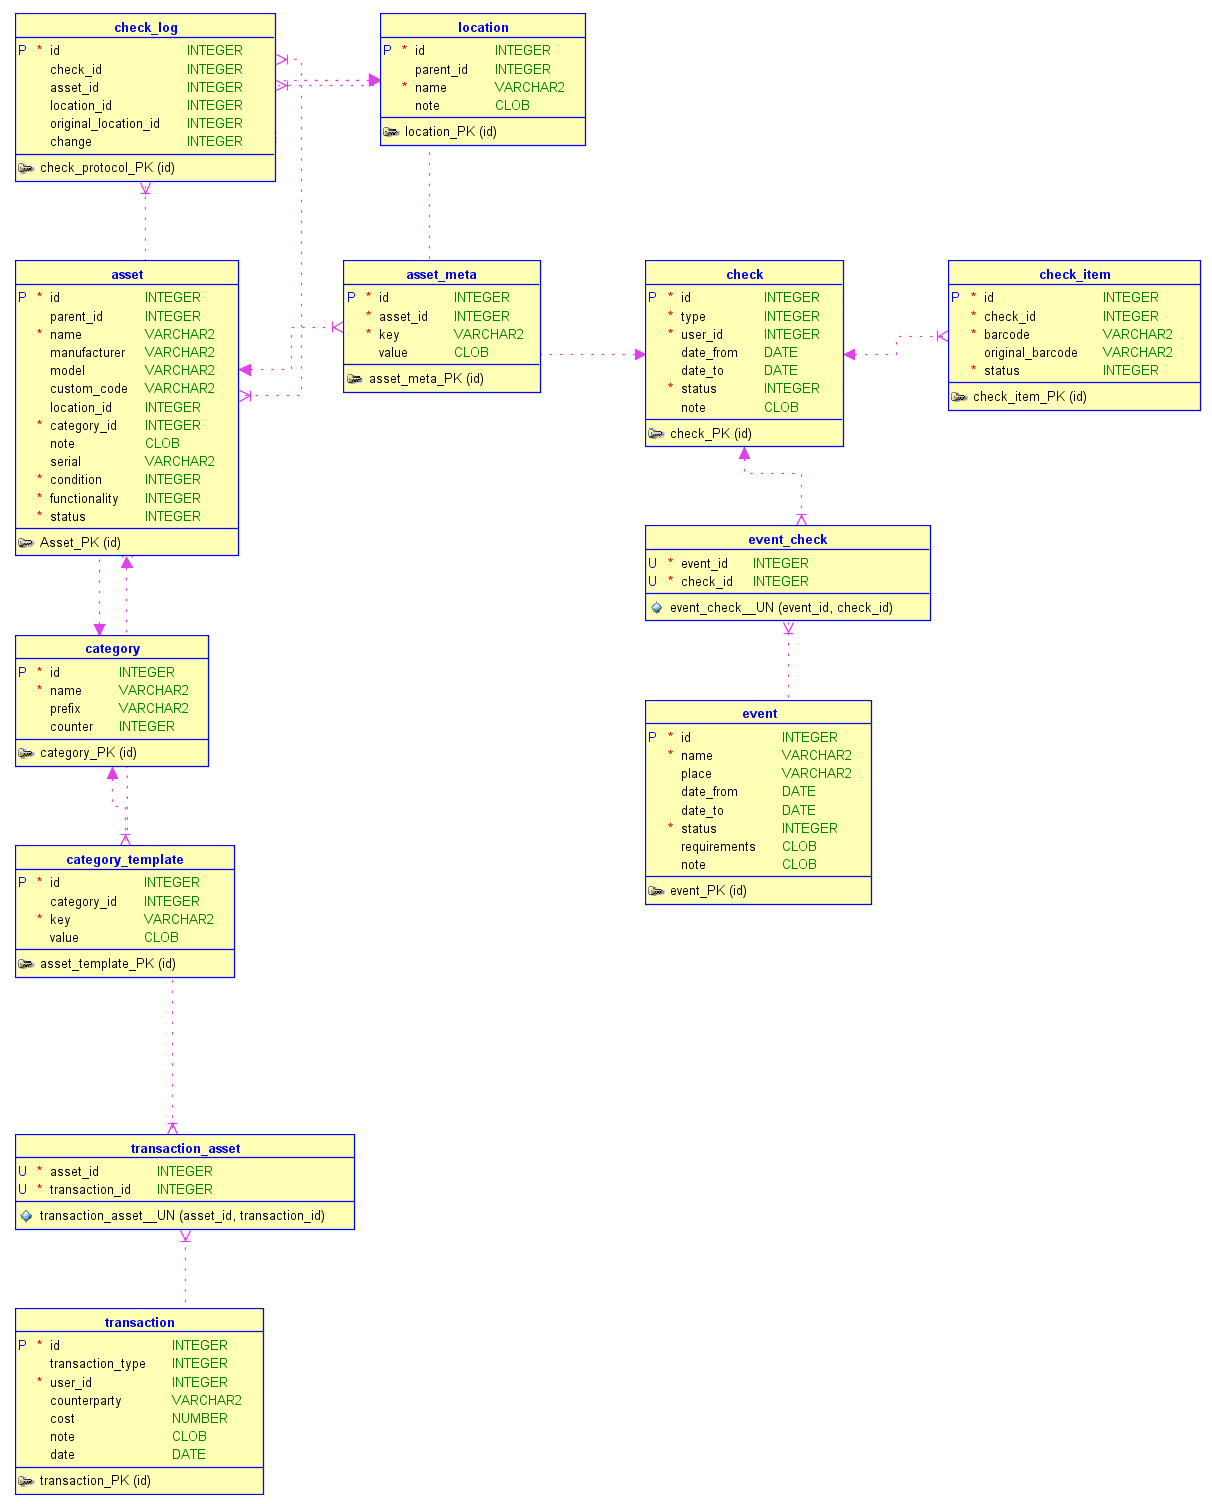 check_log
P * id INTEGER
check_id INTEGER
asset_id INTEGER
location_id INTEGER
original_location_id INTEGER
change INTEGER
check_protocol_PK (id)
location
P * id INTEGER
parent_id INTEGER
* name VARCHAR2
note CLOB
location_PK (id)
asset
P * id INTEGER
parent_id INTEGER
* name VARCHAR2
manufacturer VARCHAR2
model VARCHAR2
custom_code VARCHAR2
location_id INTEGER
* category_id INTEGER
note CLOB
serial VARCHAR2
* condition INTEGER
* functionality INTEGER
* status INTEGER
Asset_PK (id)
asset_meta
P * id INTEGER
* asset_id INTEGER
* key VARCHAR2
value CLOB
asset_meta_PK (id)
check
P * id INTEGER
* type INTEGER
* user_id INTEGER
date_from DATE
date_to DATE
* status INTEGER
note CLOB
check_PK (id)
check_item
P * id INTEGER
* check_id INTEGER
* barcode VARCHAR2
original_barcode VARCHAR2
* status INTEGER
check_item_PK (id)
event_check
U * event_id INTEGER
U * check_id INTEGER
event_check__UN (event_id, check_id)
category
P * id INTEGER
* name VARCHAR2
prefix VARCHAR2
counter INTEGER
category_PK (id)
event
P * id INTEGER
* name VARCHAR2
place VARCHAR2
date_from DATE
date_to DATE
* status INTEGER
requirements CLOB
note CLOB
event_PK (id)
category_template
P * id INTEGER
category_id INTEGER
* key VARCHAR2
value CLOB
asset_template_PK (id)
transaction_asset
U * asset_id INTEGER
U * transaction_id INTEGER
transaction_asset__UN (asset_id, transaction_id)
transaction
P * id INTEGER
transaction_type INTEGER
* user_id INTEGER
counterparty VARCHAR2
cost NUMBER
note CLOB
date DATE
transaction_PK (id)